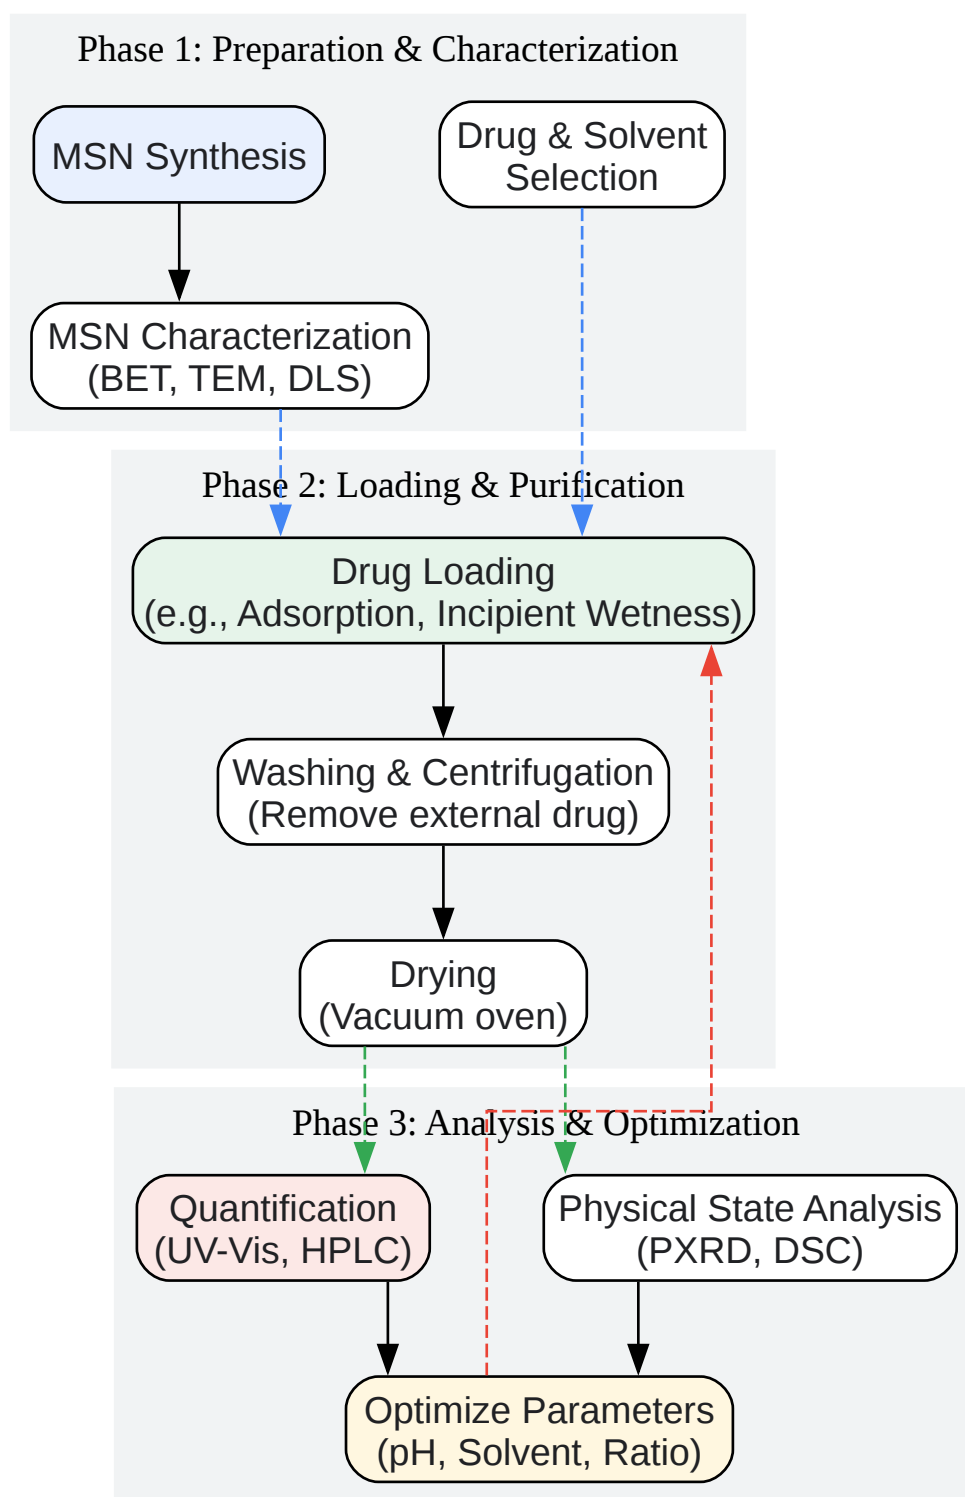 Phase 1: Preparation & Characterization
MSN Synthesis
Drug & Solvent
Selection
MSN Characterization
(BET, TEM, DLS)
Phase 2: Loading & Purification
Drug Loading
(e.g., Adsorption, Incipient Wetness)
Washing & Centrifugation
(Remove external drug)
Drying
(Vacuum oven)
Phase 3: Analysis & Optimization
Quantification
(UV-Vis, HPLC)
Physical State Analysis
(PXRD, DSC)
Optimize Parameters
(pH, Solvent, Ratio)